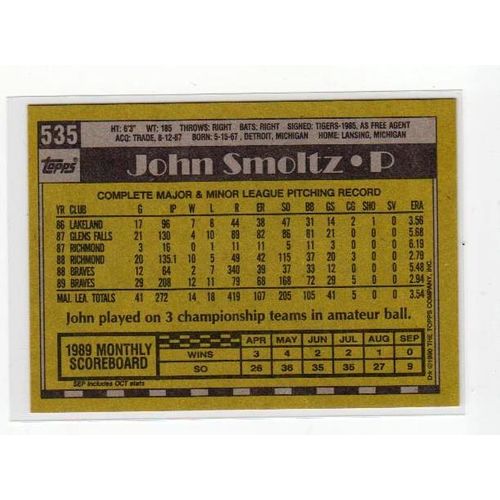 535
topps
HT: 6'3" WT: 185 THROWS: RIGHT BATS: RIGHT SIGNED: TIGERS-1985, AS FREE AGENT
ACQ: TRADE, 8-12-87 BORN: 5-15-67, DETROIT, MICHIGAN HOME: LANSING, MICHIGAN
John Smoltz • P
COMPLETE MAJOR & MINOR LEAGUE PITCHING RECORD
YR CLUB G IP W L R ER SO BB GS CG SHO SV ERA
86 LAKELAND 17 96 7 8 44 38 47 31 14 2 1 0 3.56
87 GLENS FALLS 21 130 4 10 89 82 86 81 21 0 0 0 5.68
87 RICHMOND 3 16 0 1 11 11 5 11 3 0 0 0 6.19
88 RICHMOND 20 135.1 10 5 49 42 115 37 20 3 0 0 2.79
88 BRAVES 12 64 2 7 340 39 37 33 12 0 0 0 5.48
89 BRAVES 29 208 12 11 79 68 168 72 29 5 0 0 2.94
MAJ. LEA. TOTALS 41 272 14 18 419 107 205 105 41 5 0 0 3.54
John played on 3 championship teams in amateur ball.
1989 MONTHLY SCOREBOARD
APR MAY JUN JUL AUG SEP
WINS 3 4 2 2 1 0
SO 26 36 35 35 27 9
SEP Includes OCT stats
D* ©1990 THE TOPPS COMPANY, INC.